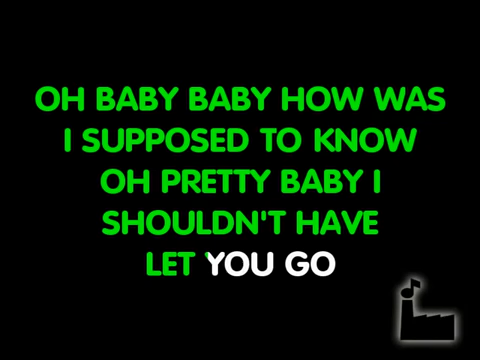 OH BABY BABY HOW WAS
I SUPPOSED TO KNOW
OH PRETTY BABY I
SHOULDN'T HAVE
LET YOU GO